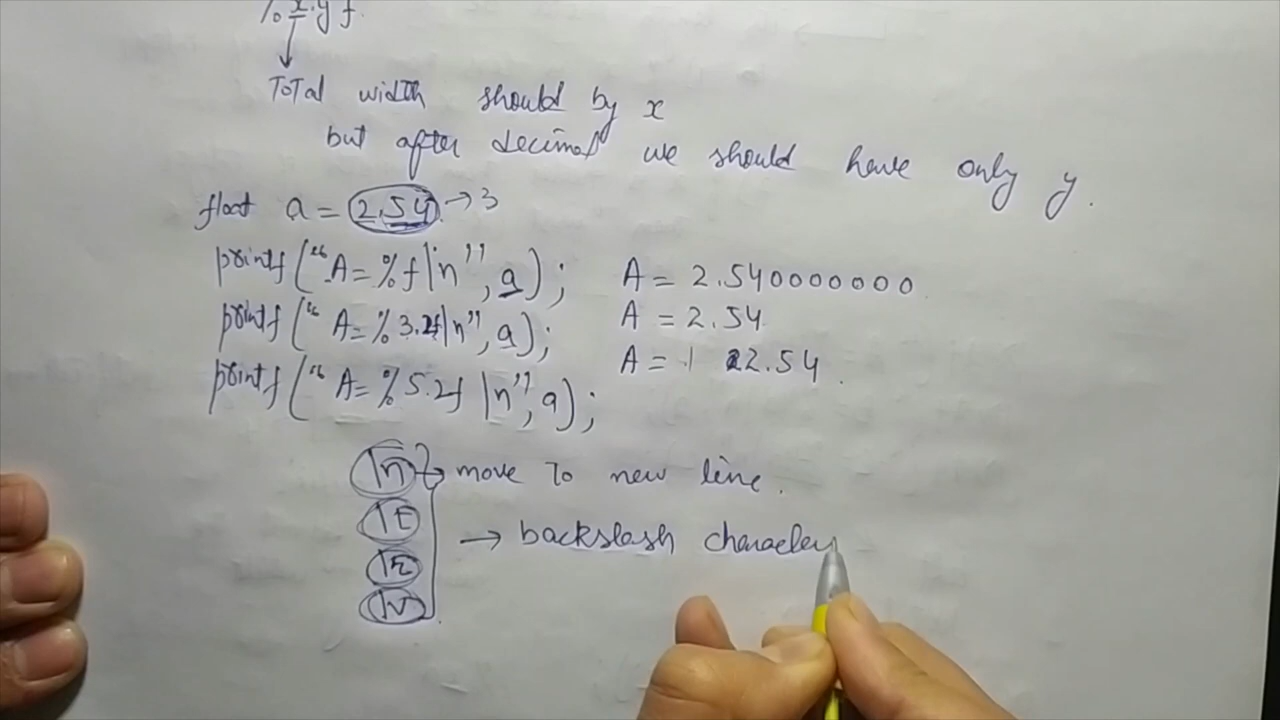 % x.y f
Total width should by x
but after decimal we should have only y.
float a = 2.54 → 3
printf ("A= %f \n", a);   A = 2.540000000
printf (" A= %3.2f \n", a);   A = 2.54
printf (" A= %5.2f \n", a);   A = 2.54
\n → move to new line.
\t → backslash character
\r
\v